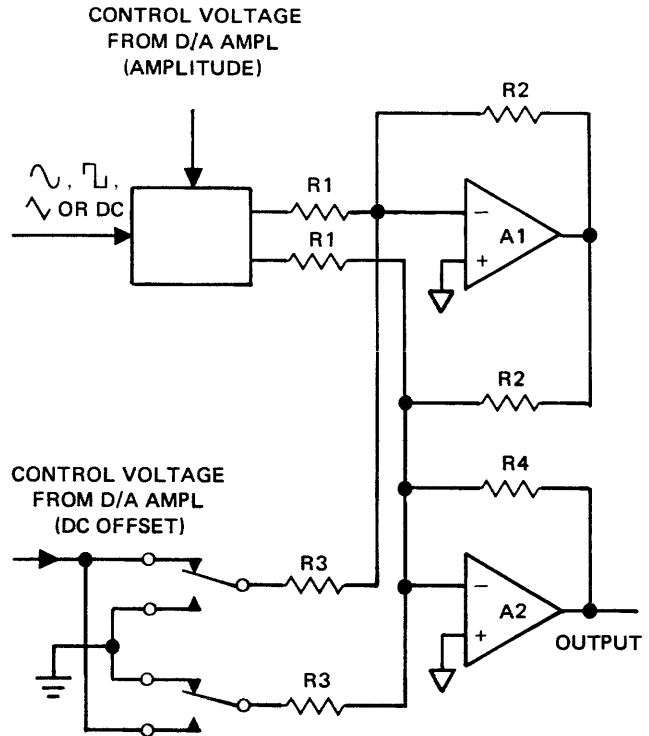 CONTROL VOLTAGE
FROM D/A AMPL
(AMPLITUDE)
R2
, ,
OR DC
R1
R1
−
A1
+
R2
CONTROL VOLTAGE
FROM D/A AMPL
(DC OFFSET)
R4
R3
−
A2
+
OUTPUT
R3